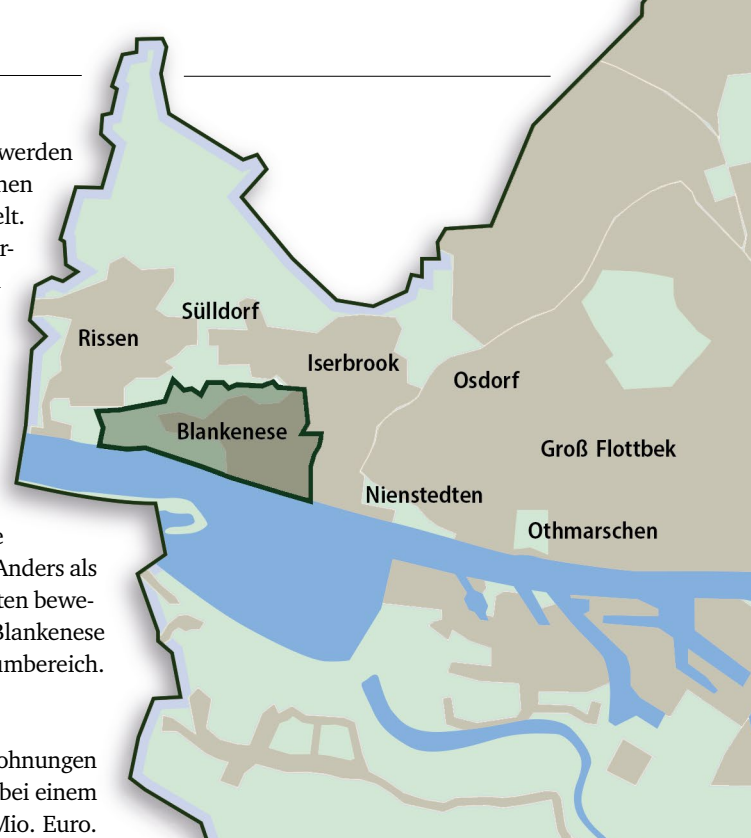 werden
elt.
Sülldorf
Rissen
Iserbrook
Osdorf
Blankenese
Groß Flottbek
Nienstedten
Othmarschen
Anders als
ten bewe-
Blankenese
umbereich.
ohnungen
bei einem
Mio. Euro.